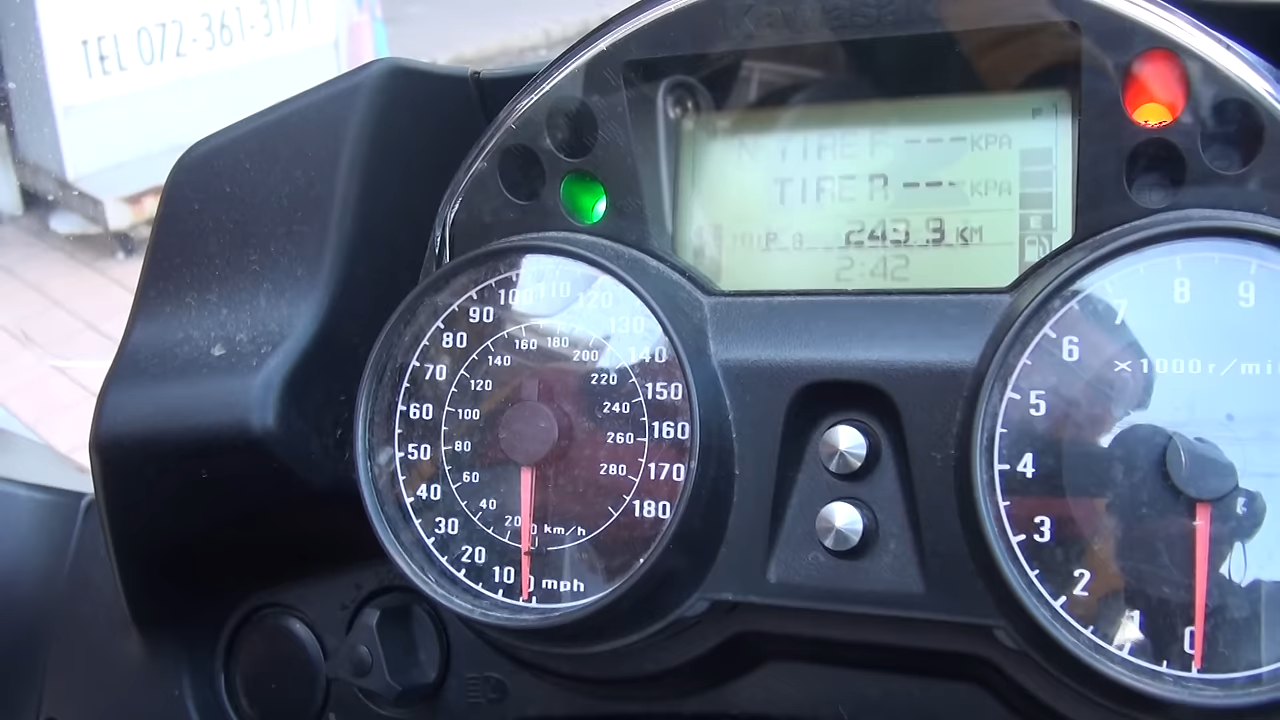 TEL 072-361-3171
Kawasaki
N TIRE F --- KPA
TIRE R --- KPA
TRIP B 243.9 KM
2:42
10 20 30 40 50 60 70 80 90 100 110 120 130 140 150 160 170 180
0 mph
20 40 60 80 100 120 140 160 180 200 220 240 260 280
0 km/h
0 1 2 3 4 5 6 7 8 9
×1000r/mi